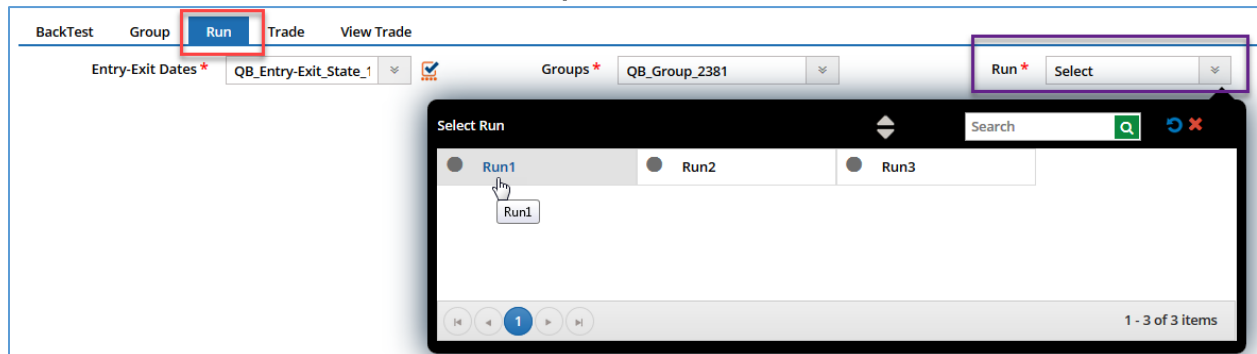 BackTest Group Run Trade View Trade
Entry-Exit Dates * QB_Entry-Exit_State_1 Groups * QB_Group_2381 Run * Select
Select Run Search
Run1 Run2 Run3
Run1
1 1 - 3 of 3 items